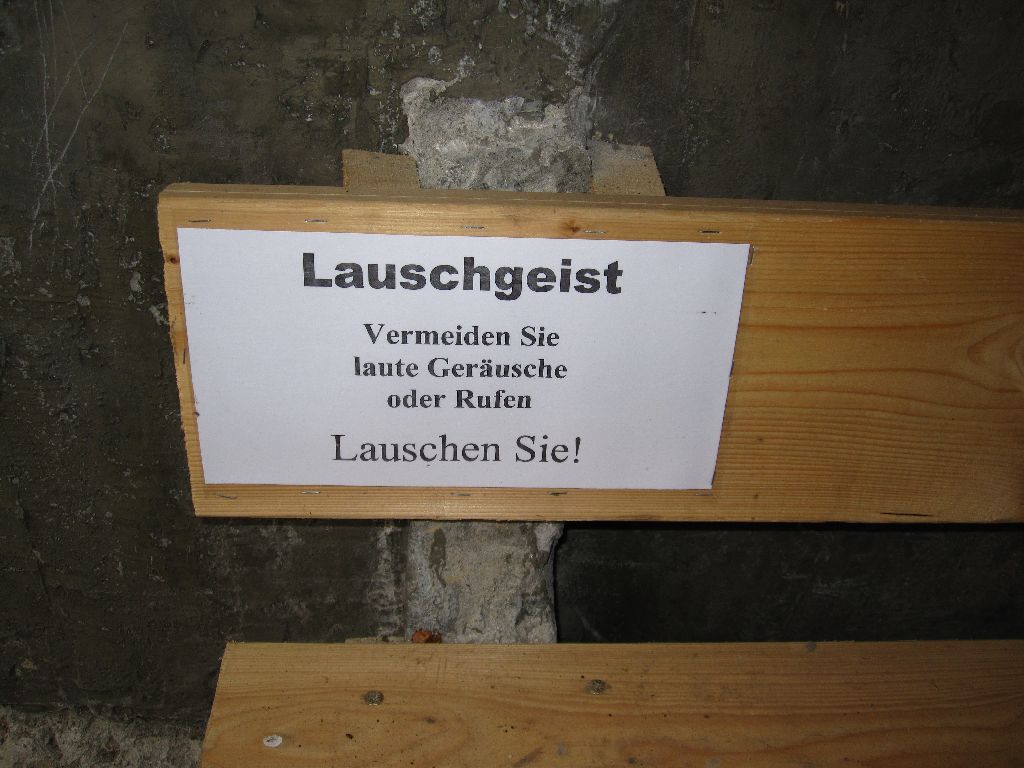 Lauschgeist
Vermeiden Sie
laute Geräusche
oder Rufen
Lauschen Sie!